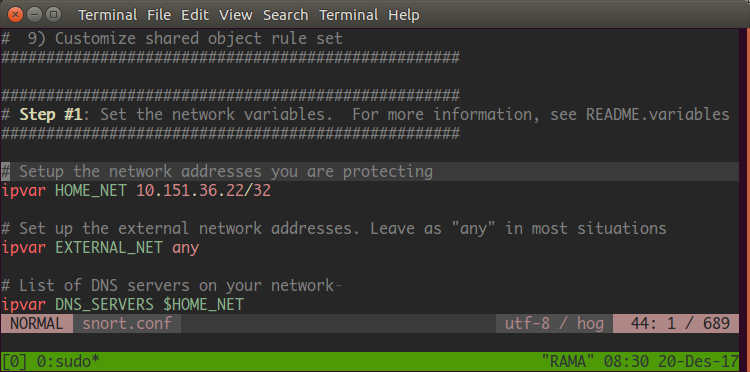 Terminal File Edit View Search Terminal Help
#  9) Customize shared object rule set
###################################################
###################################################
# Step #1: Set the network variables.  For more information, see README.variables
###################################################
# Setup the network addresses you are protecting
ipvar HOME_NET 10.151.36.22/32
# Set up the external network addresses. Leave as "any" in most situations
ipvar EXTERNAL_NET any
# List of DNS servers on your network-
ipvar DNS_SERVERS $HOME_NET
NORMAL snort.conf utf-8 / hog 44: 1 / 689
[0] 0:sudo* "RAMA" 08:30 20-Des-17